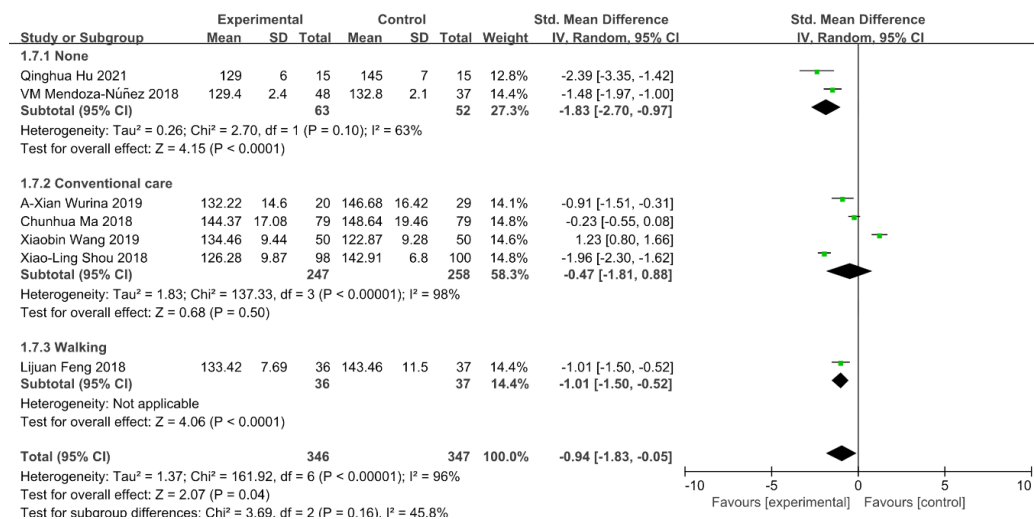 Experimental Control Std. Mean Difference Std. Mean Difference
Study or Subgroup Mean SD Total Mean SD Total Weight IV, Random, 95% CI IV, Random, 95% CI
1.7.1 None
Qinghua Hu 2021 129 6 15 145 7 15 12.8% -2.39 [-3.35, -1.42]
VM Mendoza-Núñez 2018 129.4 2.4 48 132.8 2.1 37 14.4% -1.48 [-1.97, -1.00]
Subtotal (95% CI) 63 52 27.3% -1.83 [-2.70, -0.97]
Heterogeneity: Tau² = 0.26; Chi² = 2.70, df = 1 (P = 0.10); I² = 63%
Test for overall effect: Z = 4.15 (P < 0.0001)
1.7.2 Conventional care
A-Xian Wurina 2019 132.22 14.6 20 146.68 16.42 29 14.1% -0.91 [-1.51, -0.31]
Chunhua Ma 2018 144.37 17.08 79 148.64 19.46 79 14.8% -0.23 [-0.55, 0.08]
Xiaobin Wang 2019 134.46 9.44 50 122.87 9.28 50 14.6% 1.23 [0.80, 1.66]
Xiao-Ling Shou 2018 126.28 9.87 98 142.91 6.8 100 14.8% -1.96 [-2.30, -1.62]
Subtotal (95% CI) 247 258 58.3% -0.47 [-1.81, 0.88]
Heterogeneity: Tau² = 1.83; Chi² = 137.33, df = 3 (P < 0.00001); I² = 98%
Test for overall effect: Z = 0.68 (P = 0.50)
1.7.3 Walking
Lijuan Feng 2018 133.42 7.69 36 143.46 11.5 37 14.4% -1.01 [-1.50, -0.52]
Subtotal (95% CI) 36 37 14.4% -1.01 [-1.50, -0.52]
Heterogeneity: Not applicable
Test for overall effect: Z = 4.06 (P < 0.0001)
Total (95% CI) 346 347 100.0% -0.94 [-1.83, -0.05]
Heterogeneity: Tau² = 1.37; Chi² = 161.92, df = 6 (P < 0.00001); I² = 96%
Test for overall effect: Z = 2.07 (P = 0.04)
Test for subgroup differences: Chi² = 3.69, df = 2 (P = 0.16), I² = 45.8%
-10 -5 0 5 10
Favours [experimental] Favours [control]